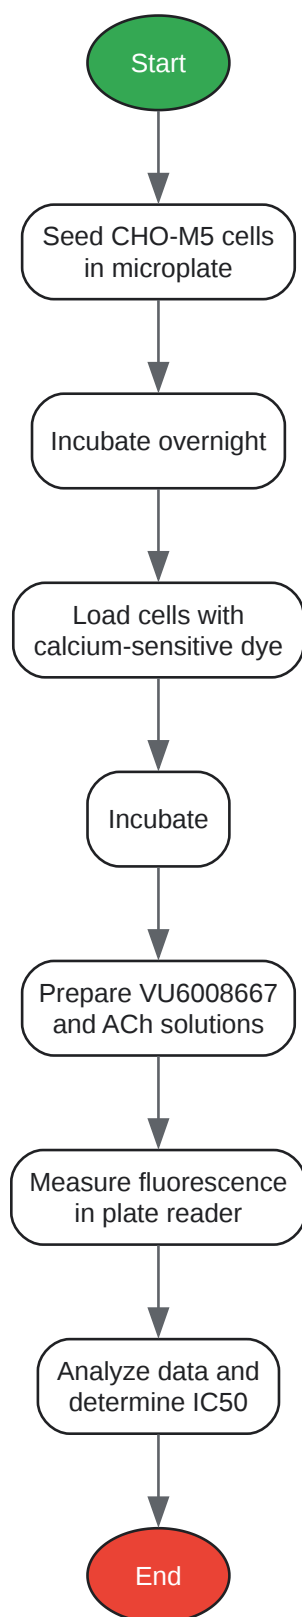 Start
Seed CHO-M5 cells
in microplate
Incubate overnight
Load cells with
calcium-sensitive dye
Incubate
Prepare VU6008667
and ACh solutions
Measure fluorescence
in plate reader
Analyze data and
determine IC50
End